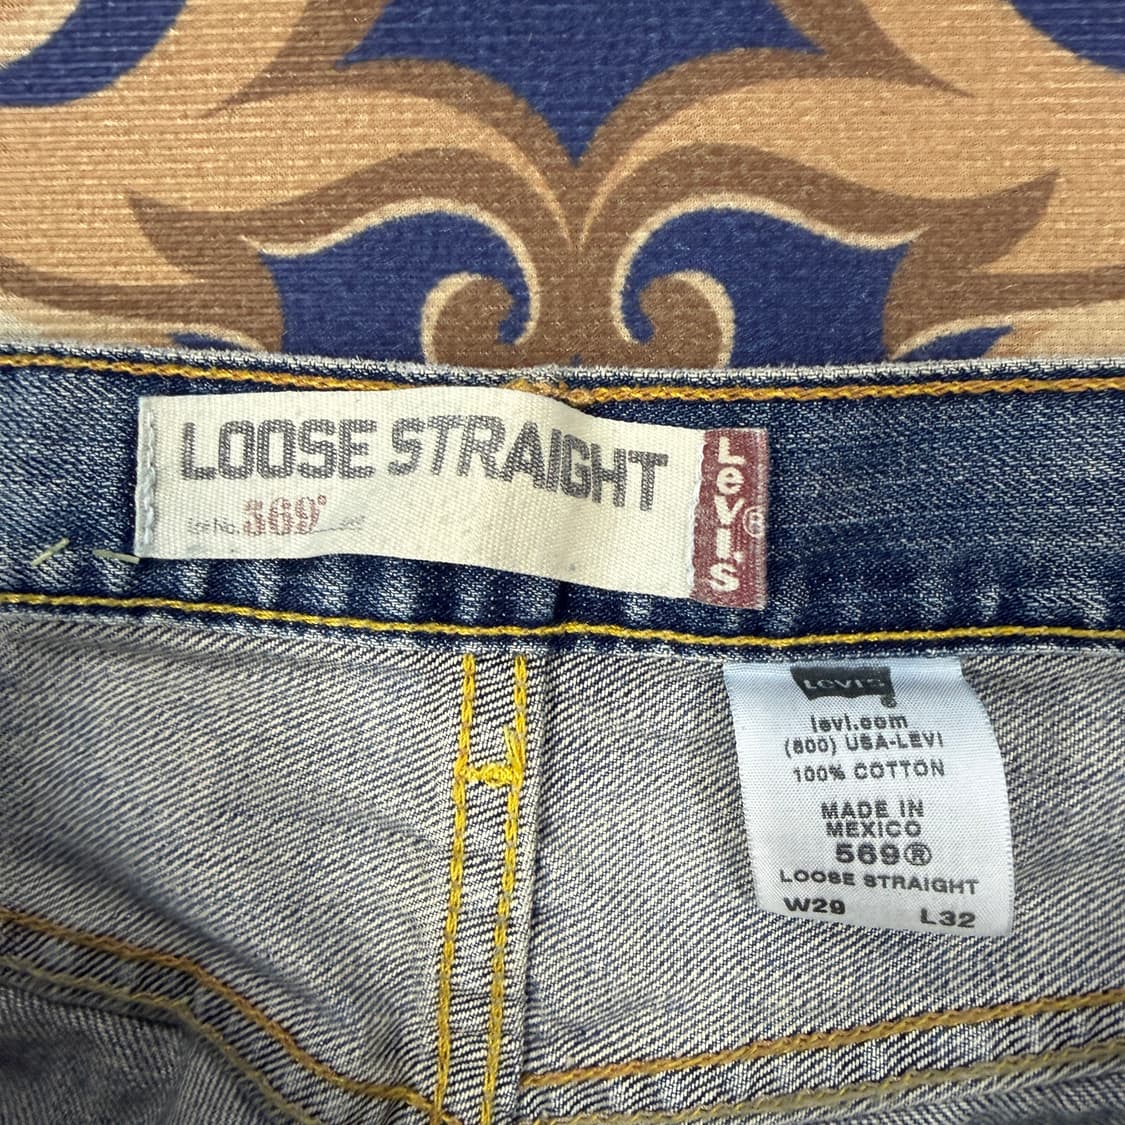 LOOSE STRAIGHT
Lot No. 569®
Levi's®
LEVI'S®
levi.com
(800) USA-LEVI
100% COTTON
MADE IN
MEXICO
569®
LOOSE STRAIGHT
W29 L32